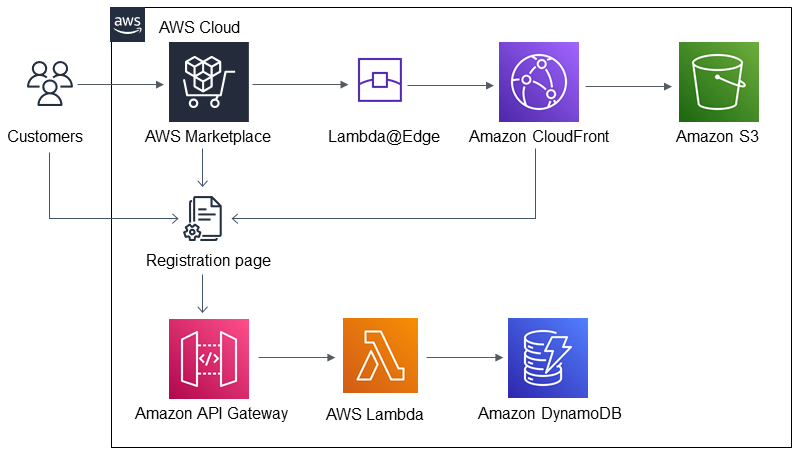 aws
AWS Cloud
Customers
AWS Marketplace
Lambda@Edge
Amazon CloudFront
Amazon S3
Registration page
</>
Amazon API Gateway
AWS Lambda
Amazon DynamoDB